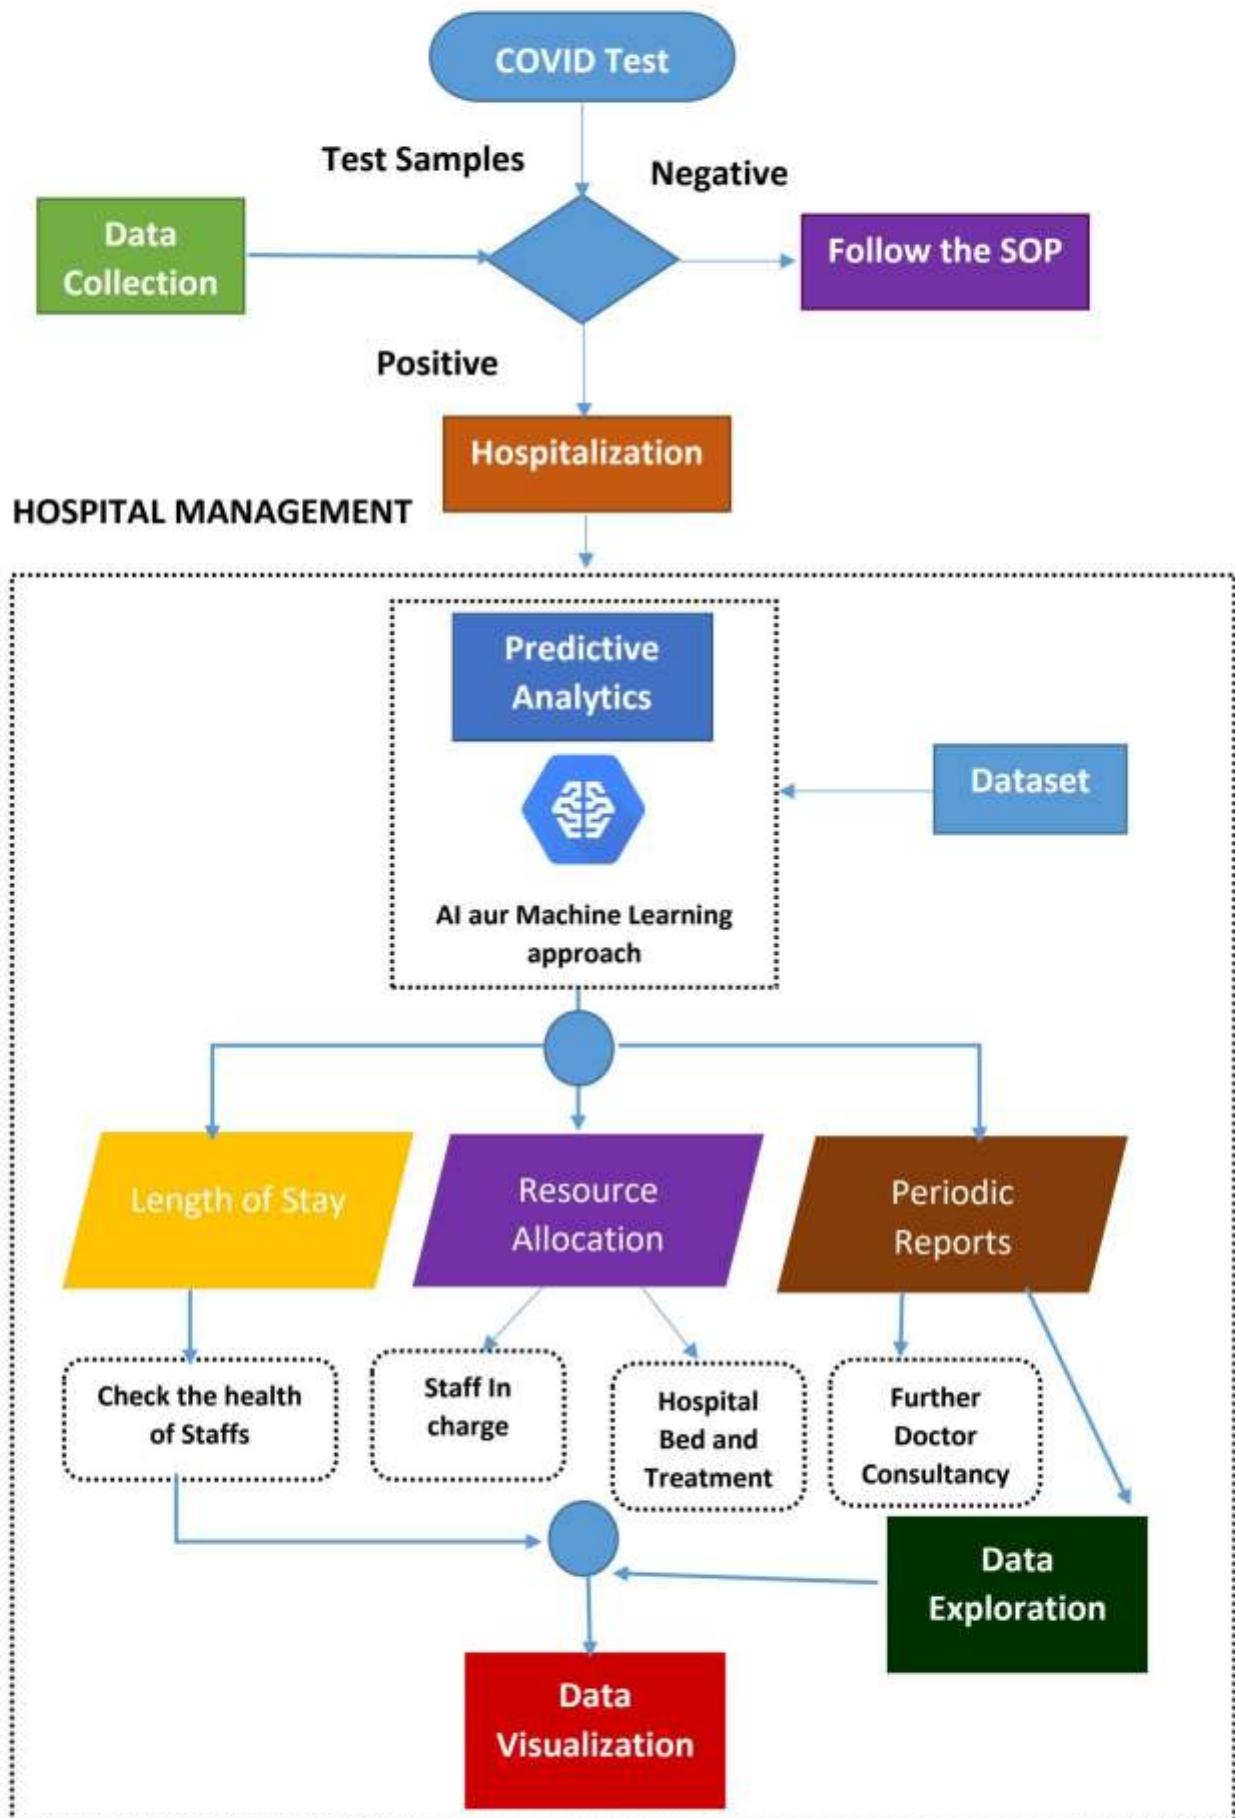 COVID Test
Test Samples
Negative
Data
Collection
Follow the SOP
Positive
Hospitalization
HOSPITAL MANAGEMENT
Predictive
Analytics
Dataset
AI aur Machine Learning
approach
Length of Stay
Resource
Allocation
Periodic
Reports
Check the health
of Staffs
Staff In
charge
Hospital
Bed and
Treatment
Further
Doctor
Consultancy
Data
Exploration
Data
Visualization